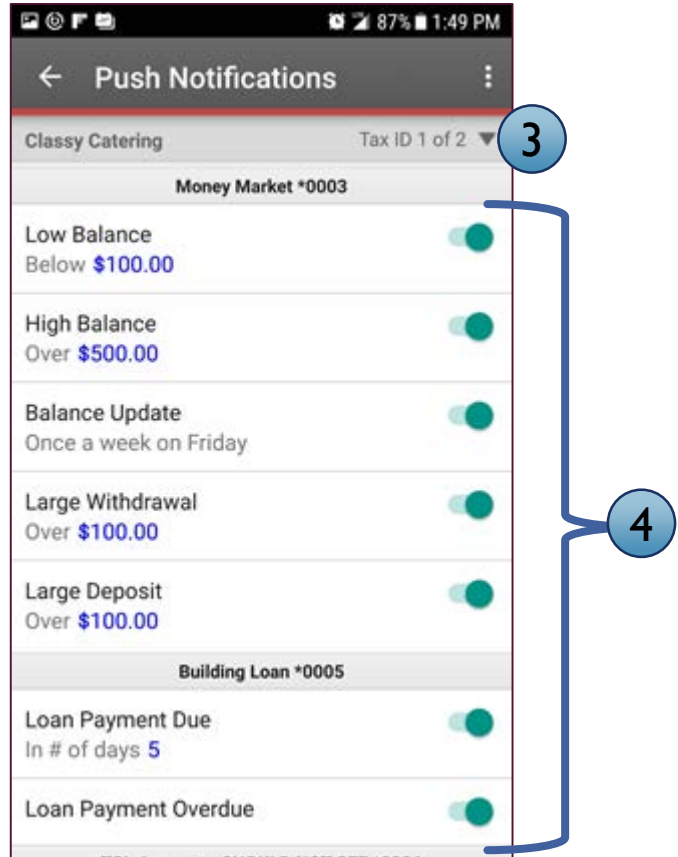 87% 1:49 PM
Push Notifications
Classy Catering Tax ID 1 of 2 3
Money Market *0003
Low Balance
Below $100.00
High Balance
Over $500.00
Balance Update
Once a week on Friday
Large Withdrawal
Over $100.00
4
Large Deposit
Over $100.00
Building Loan *0005
Loan Payment Due
In # of days 5
Loan Payment Overdue